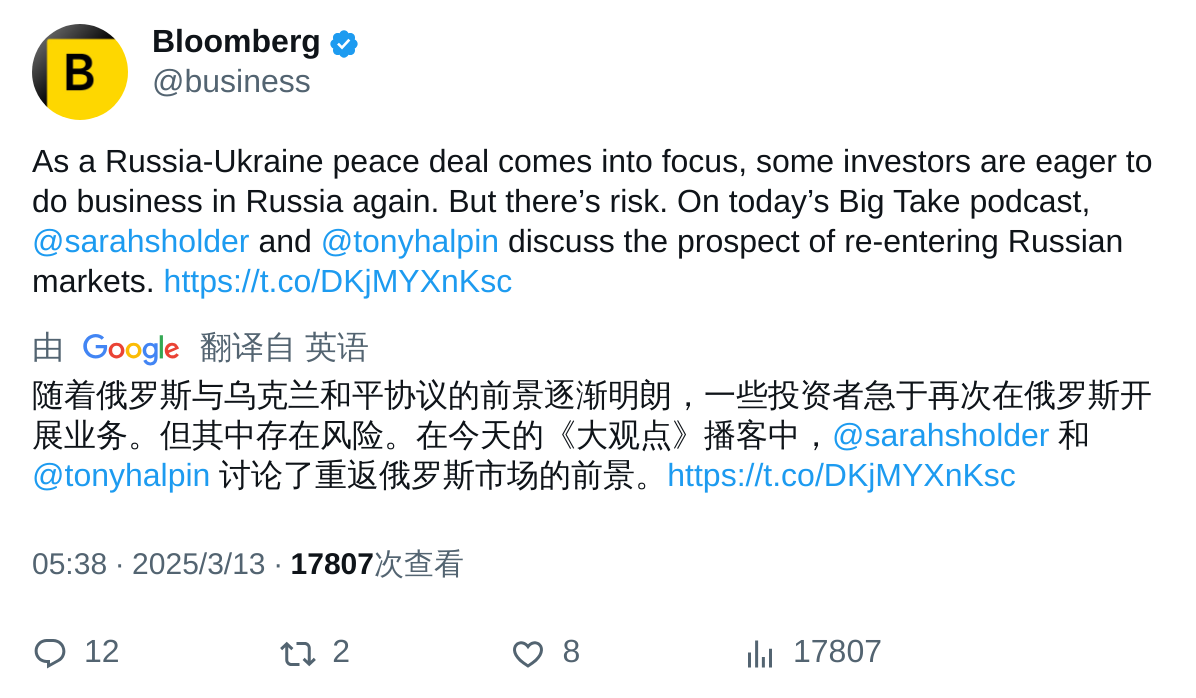 B
Bloomberg
@business
As a Russia-Ukraine peace deal comes into focus, some investors are eager to
do business in Russia again. But there’s risk. On today’s Big Take podcast,
@sarahsholder and @tonyhalpin discuss the prospect of re-entering Russian
markets. https://t.co/DKjMYXnKsc
由 Google 翻译自 英语
随着俄罗斯与乌克兰和平协议的前景逐渐明朗，一些投资者急于再次在俄罗斯开
展业务。但其中存在风险。在今天的《大观点》播客中，@sarahsholder 和
@tonyhalpin 讨论了重返俄罗斯市场的前景。https://t.co/DKjMYXnKsc
05:38 · 2025/3/13 · 17807次查看
12 2 8 17807